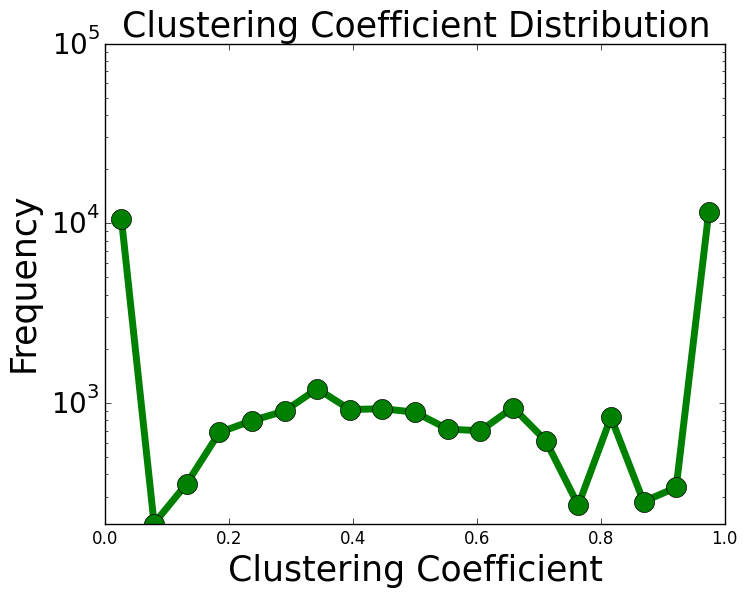 Clustering Coefficient Distribution
10^5
10^4
10^3
Frequency
0.0 0.2 0.4 0.6 0.8 1.0
Clustering Coefficient